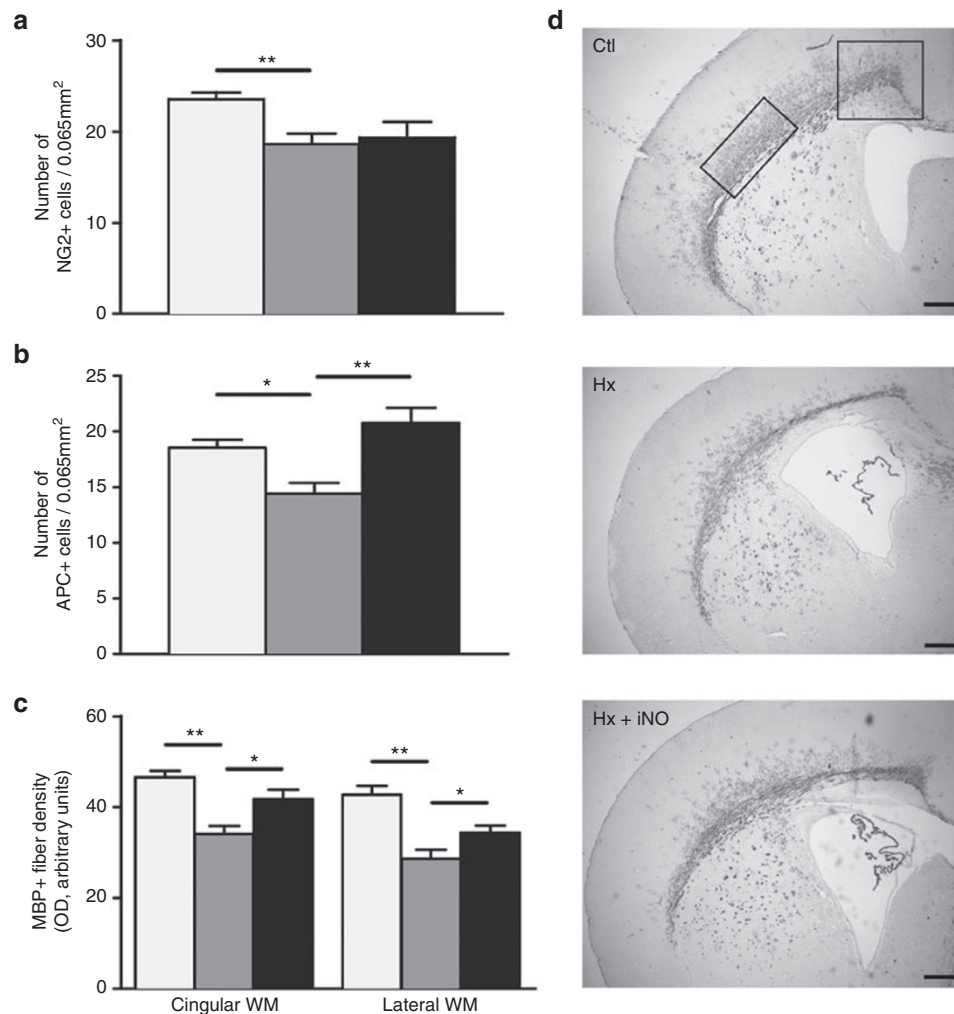 a
30
20
10
0
Number of
NG2+ cells / 0.065mm²
**
b
25
20
15
10
5
0
Number of
APC+ cells / 0.065mm²
*
**
c
60
40
20
0
MBP+ fiber density
(OD, arbitrary units)
**
*
**
*
Cingular WM
Lateral WM
d
Ctl
Hx
Hx + iNO